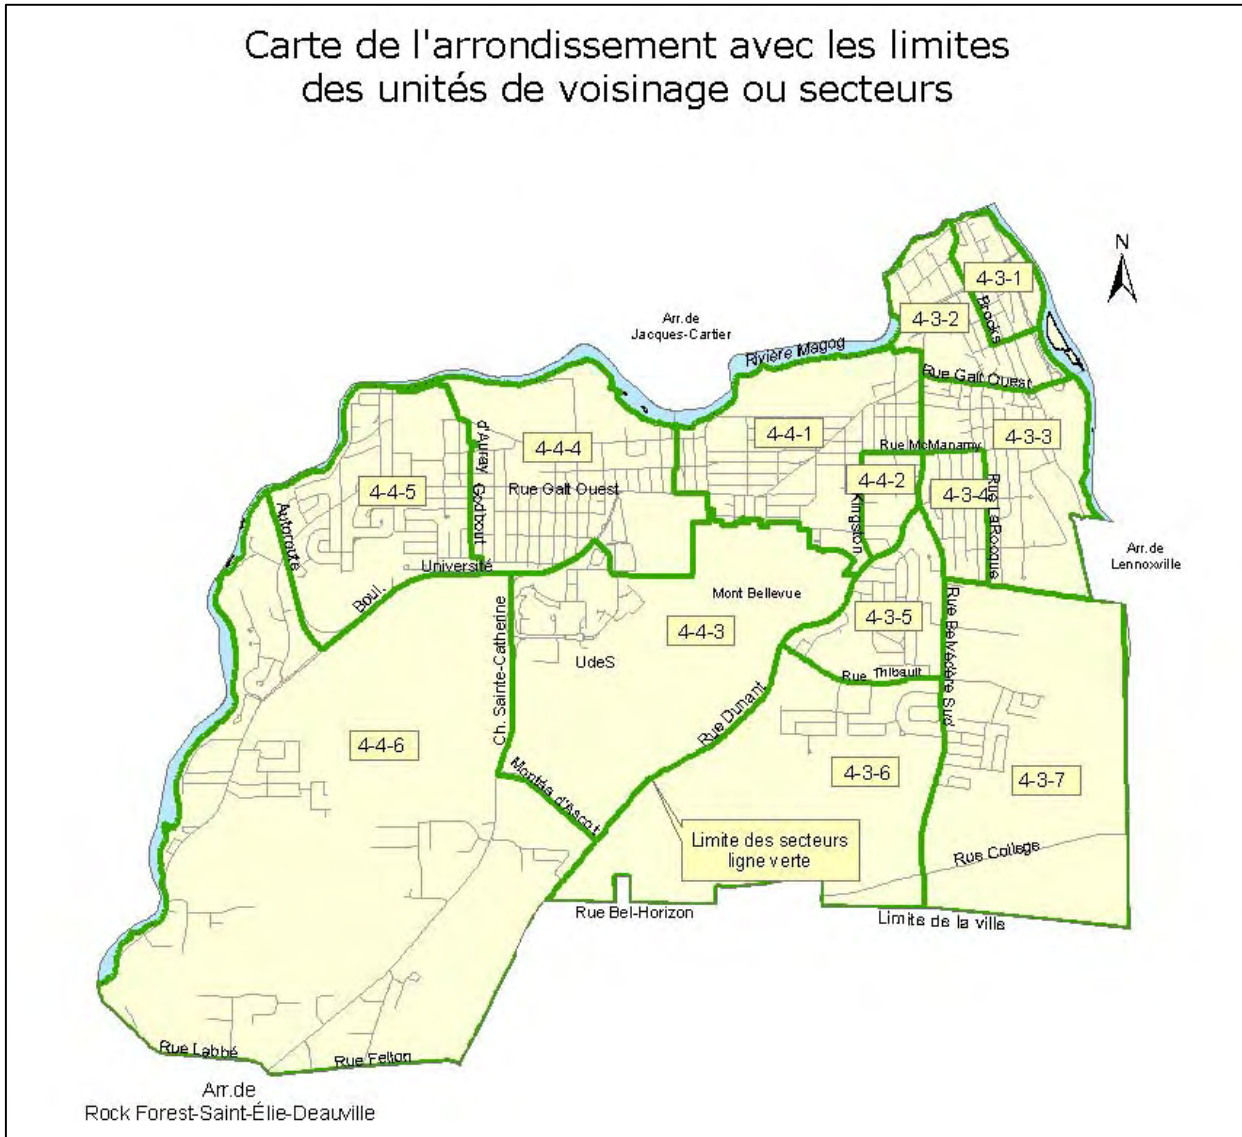 Carte de l'arrondissement avec les limites
des unités de voisinage ou secteurs
N
4-3-1
Brooks
4-3-2
Arr.de
Jacques-Cartier
Rivière Magog
Rue Galt Ouest
4-4-1
4-3-3
Rue McManamy
d'Auray
Godbout
4-4-4
Rue Galt Ouest
4-4-5
4-4-2
Kingston
4-3-4
Rue LaRocque
Autoroute
Boul.
Université
Arr.de
Lennoxville
Mont Bellevue
4-4-3
4-3-5
Rue Belvédère Sud
UdeS
Ch. Sainte-Catherine
Rue Thibault
Rue Dunant
4-4-6
Montée d'Ascot
4-3-6
4-3-7
Limite des secteurs
ligne verte
Rue College
Rue Bel-Horizon
Limite de la ville
Rue Labbé
Rue Felton
Arr.de
Rock Forest-Saint-Élie-Deauville